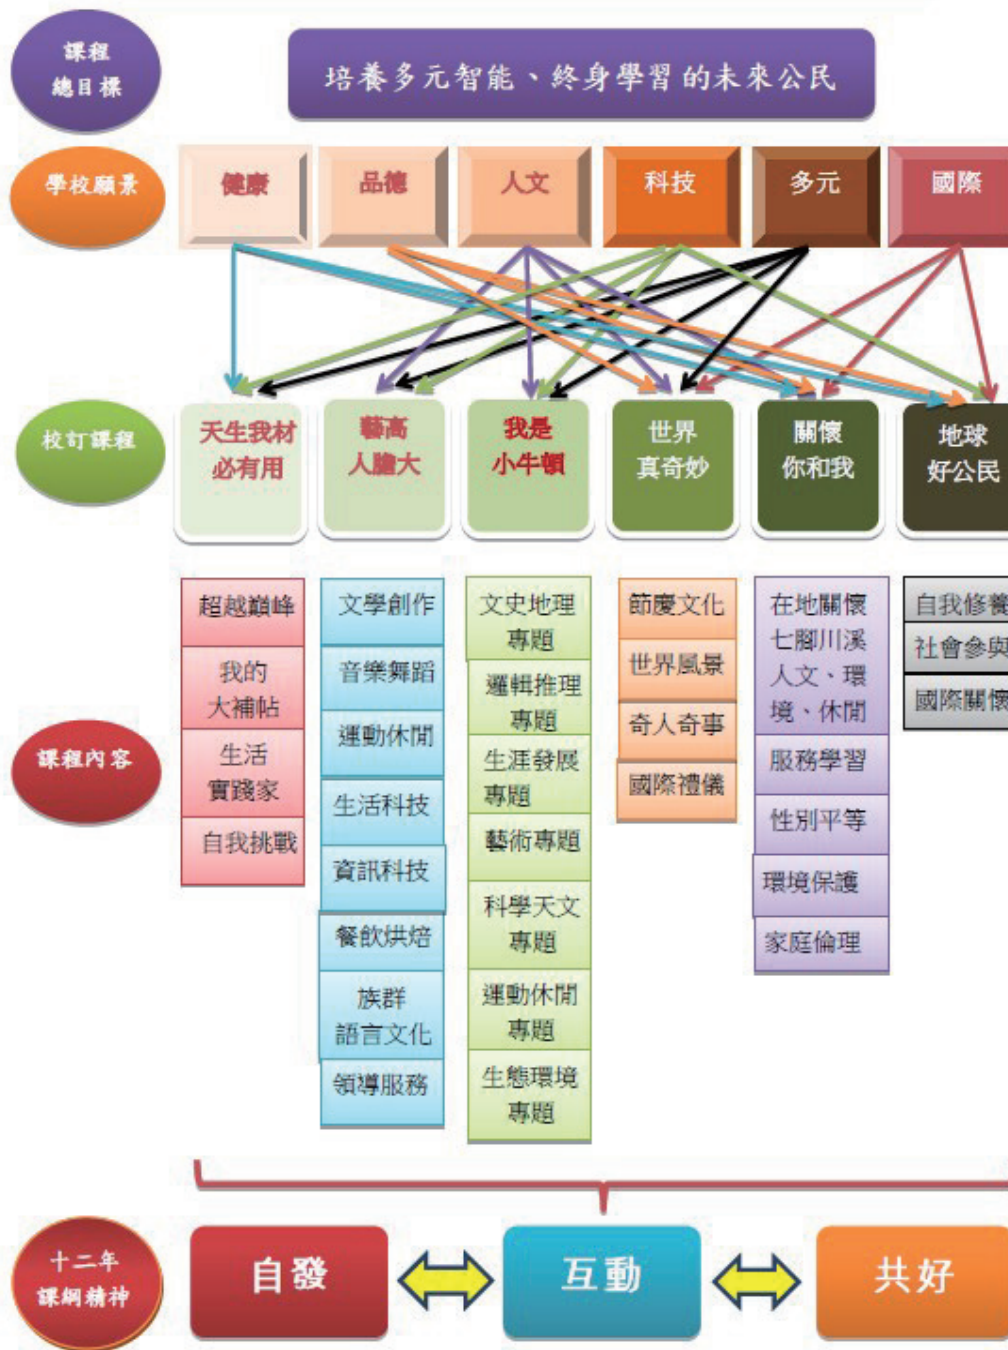 課程
總目標
培養多元智能、終身學習的未來公民
學校願景
健康
品德
人文
科技
多元
國際
校訂課程
天生我材
必有用
藝高
人膽大
我是
小牛頓
世界
真奇妙
關懷
你和我
地球
好公民
課程內容
超越巔峰
我的
大補帖
生活
實踐家
自我挑戰
文學創作
音樂舞蹈
運動休閒
生活科技
資訊科技
餐飲烘焙
族群
語言文化
領導服務
文史地理
專題
邏輯推理
專題
生涯發展
專題
藝術專題
科學天文
專題
運動休閒
專題
生態環境
專題
節慶文化
世界風景
奇人奇事
國際禮儀
在地關懷
七腳川溪
人文、環
境、休閒
服務學習
性別平等
環境保護
家庭倫理
自我修養
社會參與
國際關懷
十二年
課綱精神
自發
互動
共好